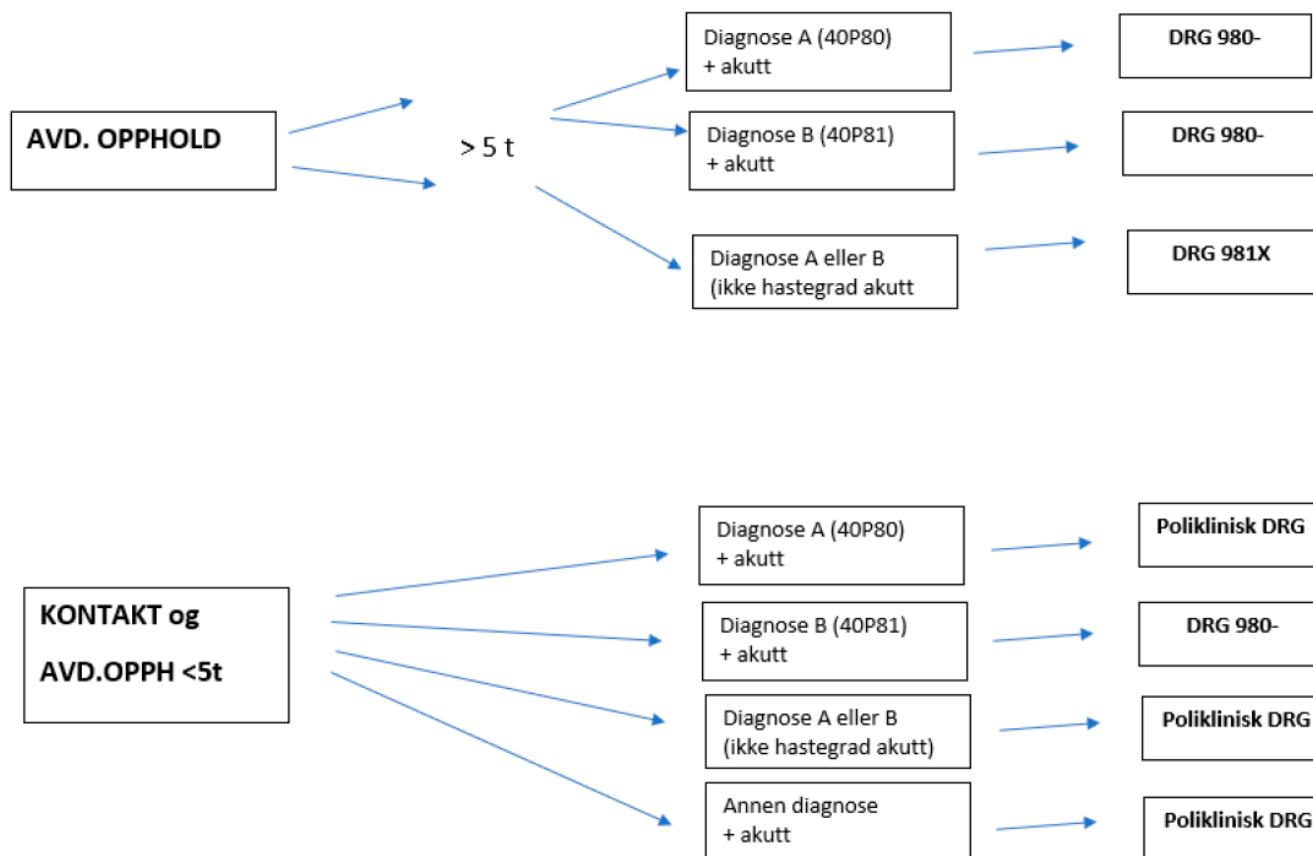 Diagnose A (40P80)
+ akutt
DRG 980-
AVD. OPPHOLD
> 5 t
Diagnose B (40P81)
+ akutt
DRG 980-
Diagnose A eller B
(ikke hastegrad akutt
DRG 981X
Diagnose A (40P80)
+ akutt
Poliklinisk DRG
KONTAKT og
AVD.OPPH <5t
Diagnose B (40P81)
+ akutt
DRG 980-
Diagnose A eller B
(ikke hastegrad akutt)
Poliklinisk DRG
Annen diagnose
+ akutt
Poliklinisk DRG